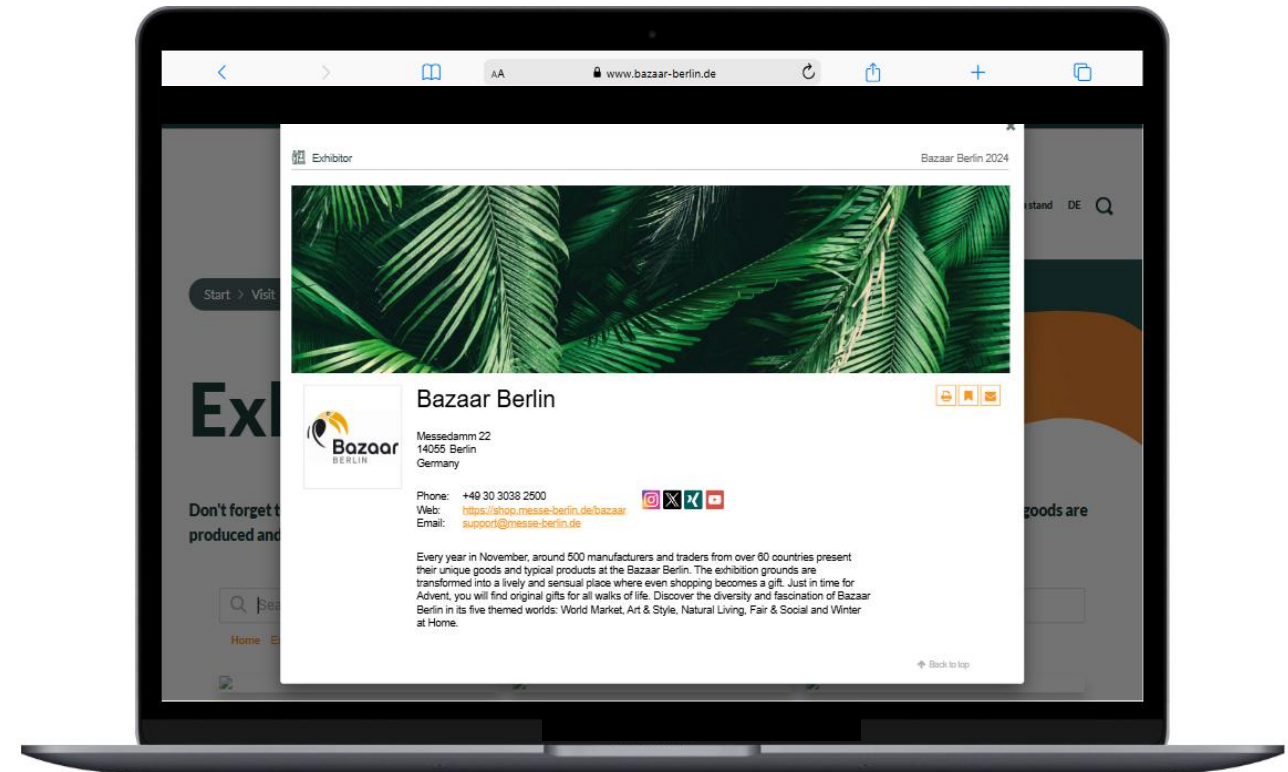 AA
www.bazaar-berlin.de
Exhibitor
Bazaar Berlin 2024
stand DE
Start > Visit
Bazaar Berlin
Bazaar
BERLIN
Messedamm 22
14055 Berlin
Germany
Phone: +49 30 3038 2500
Web: https://shop.messe-berlin.de/bazaar
Email: support@messe-berlin.de
Don't forget
goods are
produced and
Every year in November, around 500 manufacturers and traders from over 60 countries present
their unique goods and typical products at the Bazaar Berlin. The exhibition grounds are
transformed into a lively and sensual place where even shopping becomes a gift. Just in time for
Advent, you will find original gifts for all walks of life. Discover the diversity and fascination of Bazaar
Berlin in its five themed worlds: World Market, Art & Style, Natural Living, Fair & Social and Winter
at Home.
Home
Back to top